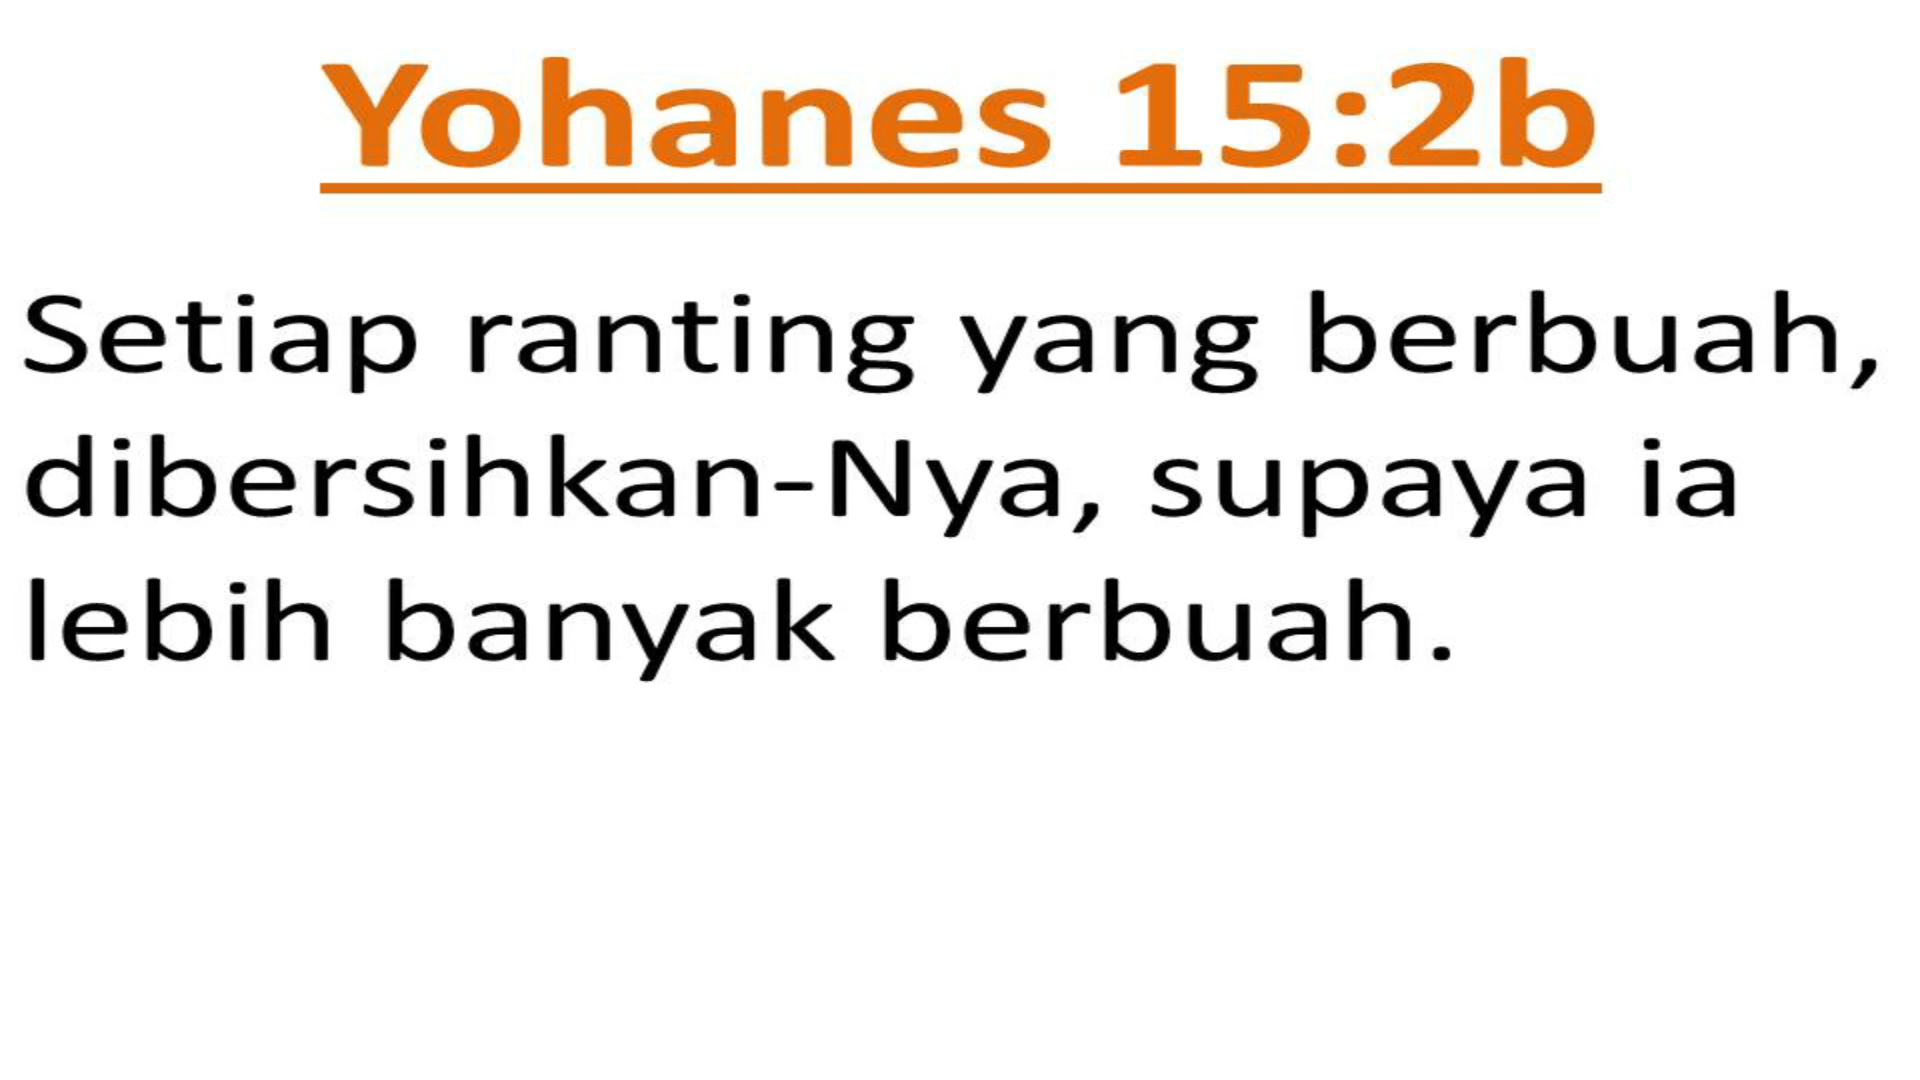 Yohanes 15:2b
Setiap ranting yang berbuah,
dibersihkan-Nya, supaya ia
lebih banyak berbuah.